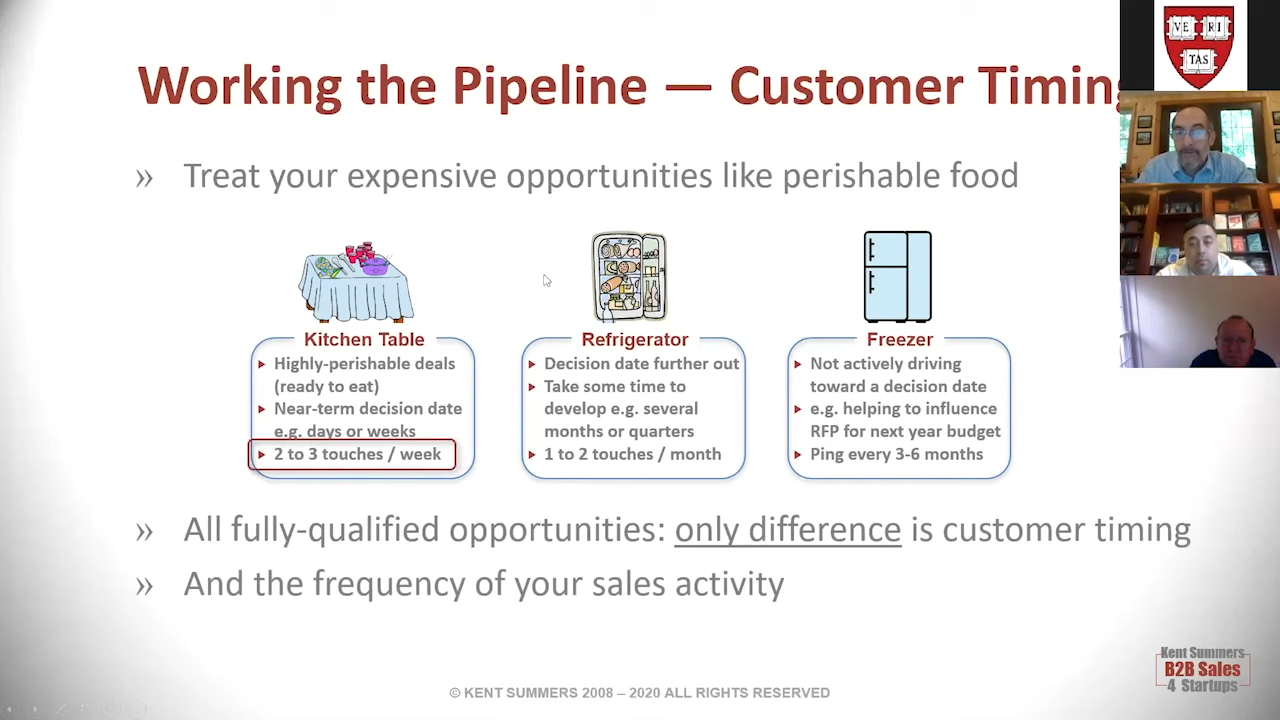 Working the Pipeline — Customer Timing
» Treat your expensive opportunities like perishable food
Kitchen Table
Highly-perishable deals
(ready to eat)
Near-term decision date
e.g. days or weeks
2 to 3 touches / week
Refrigerator
Decision date further out
Take some time to
develop e.g. several
months or quarters
1 to 2 touches / month
Freezer
Not actively driving
toward a decision date
e.g. helping to influence
RFP for next year budget
Ping every 3-6 months
» All fully-qualified opportunities: only difference is customer timing
» And the frequency of your sales activity
© KENT SUMMERS 2008 – 2020 ALL RIGHTS RESERVED
Kent Summers
B2B Sales
4 Startups
VE RI
TAS